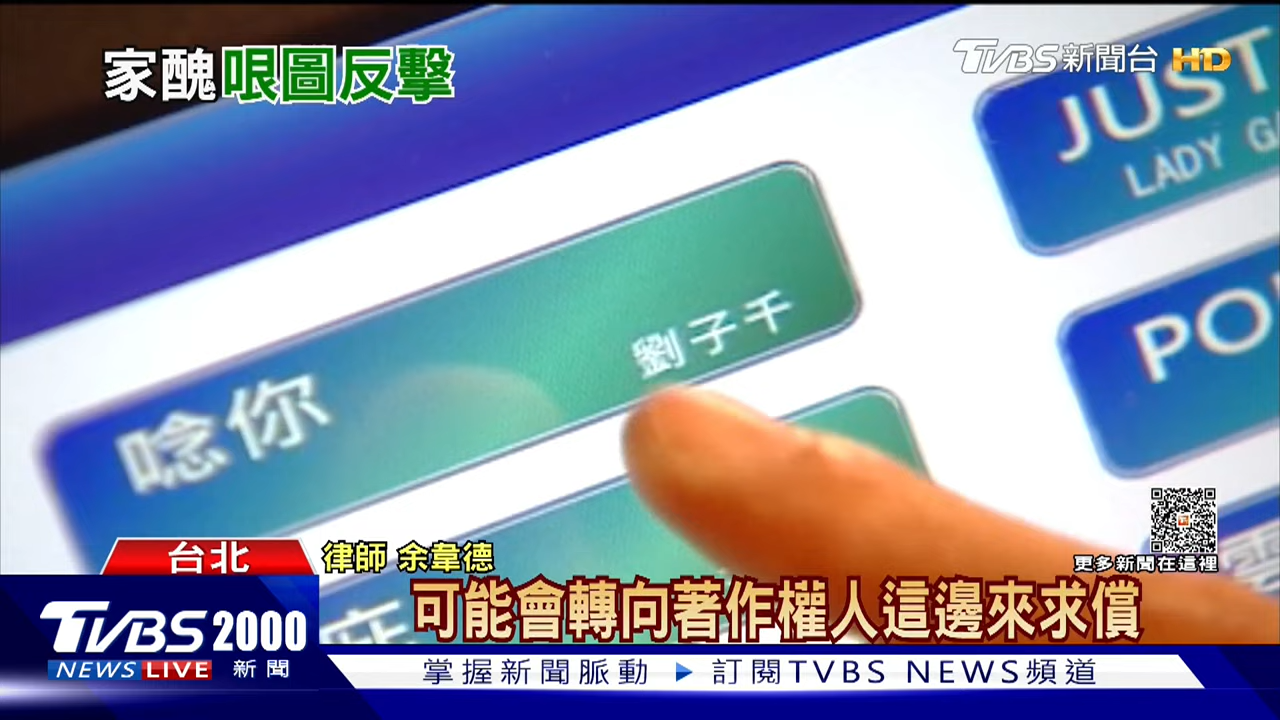 家醜哏圖反擊
TVBS新聞台 HD
JUST
LADY G
劉子千
唸你
PO
更多新聞在這裡
台北
律師 余韋德
可能會轉向著作權人這邊來求償
TVBS 2000
NEWS LIVE 新聞
掌握新聞脈動 ▶ 訂閱TVBS NEWS頻道